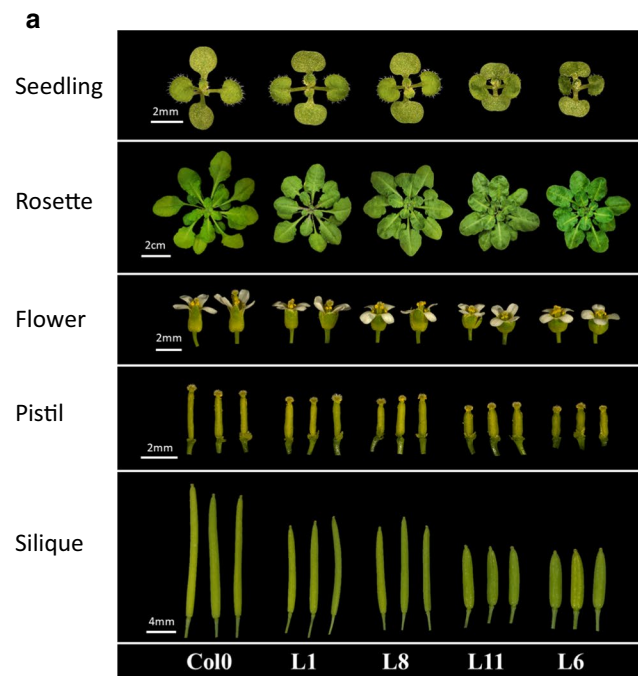 a
Seedling
2mm
Rosette
2cm
Flower
2mm
Pistil
2mm
Silique
4mm
Col0 L1 L8 L11 L6